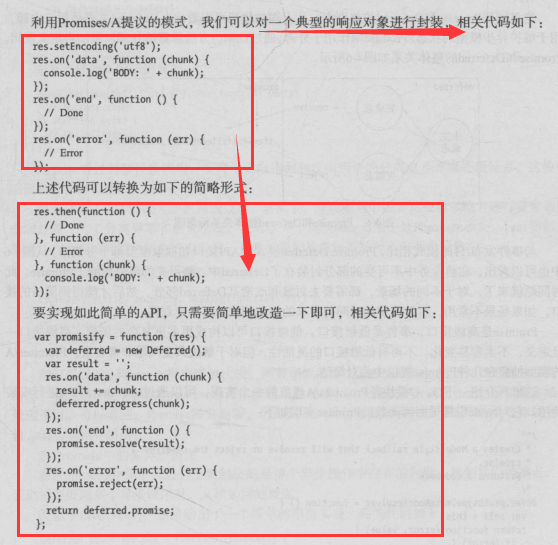 利用Promises/A提议的模式，我们可以对一个典型的响应对象进行封装，相关代码如下：
res.setEncoding('utf8');
res.on('data', function (chunk) {
console.log('BODY: ' + chunk);
});
res.on('end', function () {
// Done
});
res.on('error', function (err) {
// Error
});
上述代码可以转换为如下的简略形式：
res.then(function () {
// Done
}, function (err) {
// Error
}, function (chunk) {
console.log('BODY: ' + chunk);
});
要实现如此简单的API，只需要简单地改造一下即可，相关代码如下：
var promisify = function (res) {
var deferred = new Deferred();
var result = '';
res.on('data', function (chunk) {
result += chunk;
deferred.progress(chunk);
});
res.on('end', function () {
promise.resolve(result);
});
res.on('error', function (err) {
promise.reject(err);
});
return deferred.promise;
};